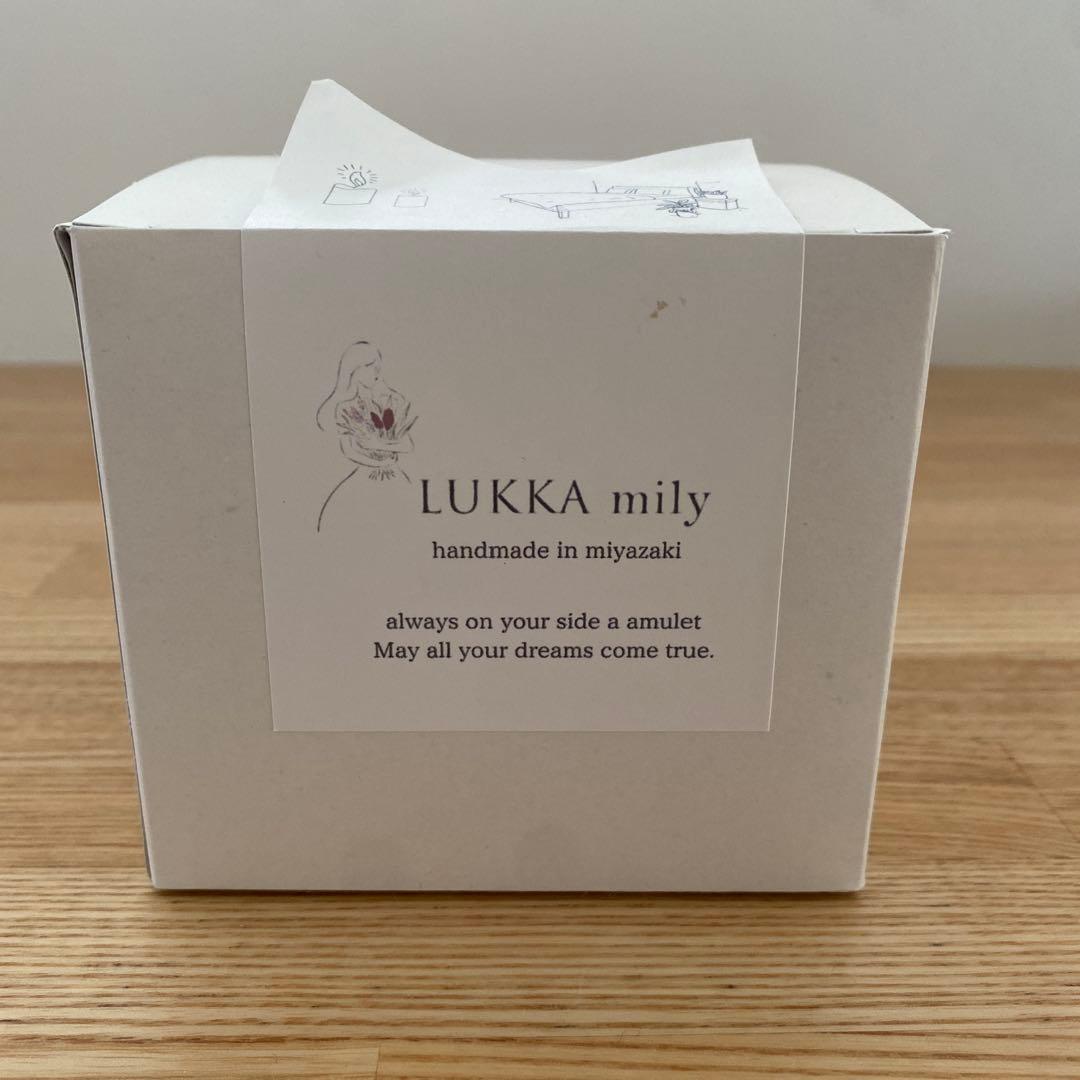 LUKKA mily
handmade in miyazaki
always on your side a amulet
May all your dreams come true.